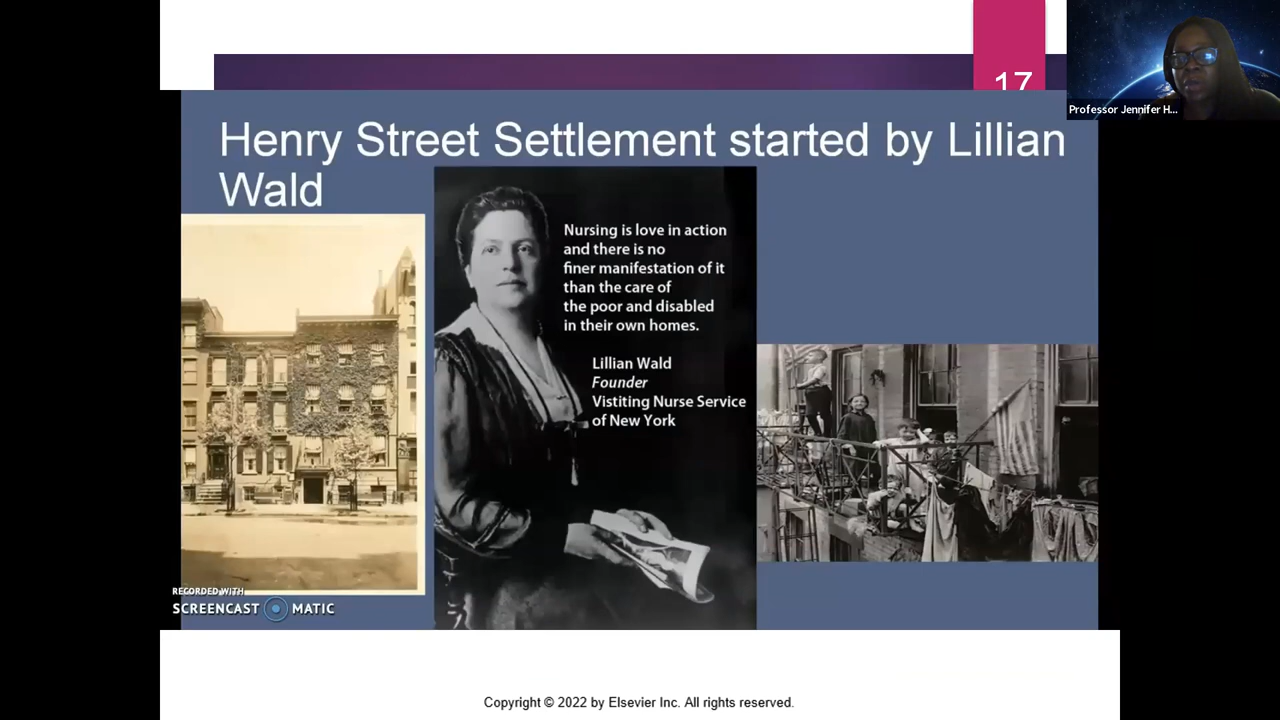 17
Professor Jennifer H...
Henry Street Settlement started by Lillian
Wald
Nursing is love in action
and there is no
finer manifestation of it
than the care of
the poor and disabled
in their own homes.
Lillian Wald
Founder
Vistiting Nurse Service
of New York
RECORDED WITH
SCREENCAST MATIC
Copyright © 2022 by Elsevier Inc. All rights reserved.